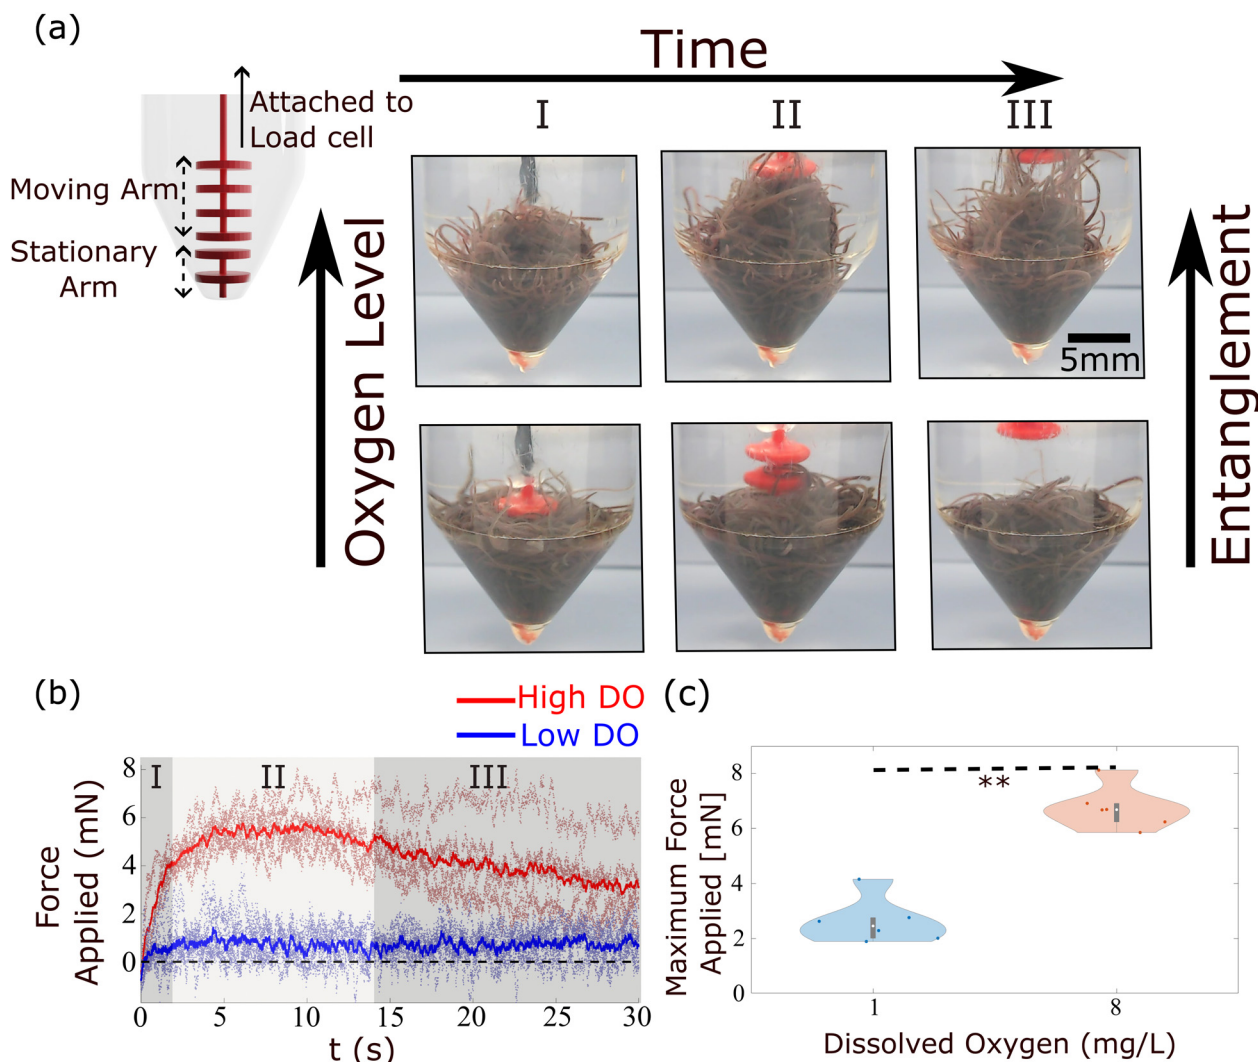 (a)
Time
I
II
III
Attached to
Load cell
Moving Arm
Stationary
Arm
Oxygen Level
Entanglement
5mm
(b)
High DO
Low DO
I
II
III
Force
Applied (mN)
8
6
4
2
0
0
5
10
15
20
25
30
t (s)
(c)
**
Maximum Force
Applied [mN]
8
6
4
2
0
1
8
Dissolved Oxygen (mg/L)